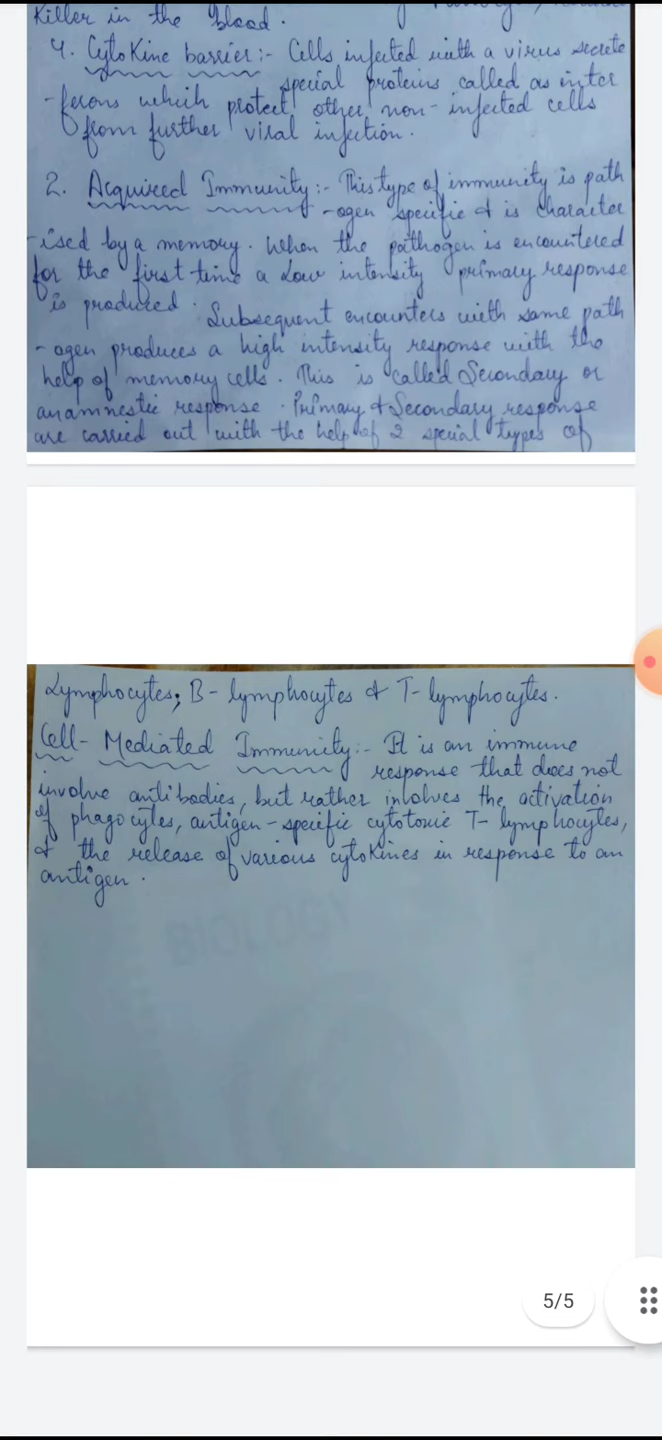 Killer in the blood.
4. Cytokine barrier :- Cells infected with a virus secrete
special proteins called as inter
-ferons which protect other non-infected cells
from further viral infection.
2. Acquired Immunity :- This type of immunity is path
-ogen specific & is character
-ised by a memory. When the pathogen is encountered
for the first time a low intensity primary response
is produced. Subsequent encounters with same path
-ogen produces a high intensity response with the
help of memory cells. This is called Secondary or
anamnestic response. Primary & Secondary response
are carried out with the help of 2 special types of
Lymphocytes; B- lymphocytes & T- lymphocytes.
Cell- Mediated Immunity :- It is an immune
response that does not
involve antibodies, but rather involves the activation
of phagocytes, antigen-specific cytotoxic T- lymphocytes,
& the release of various cytokines in response to an
antigen.
5/5